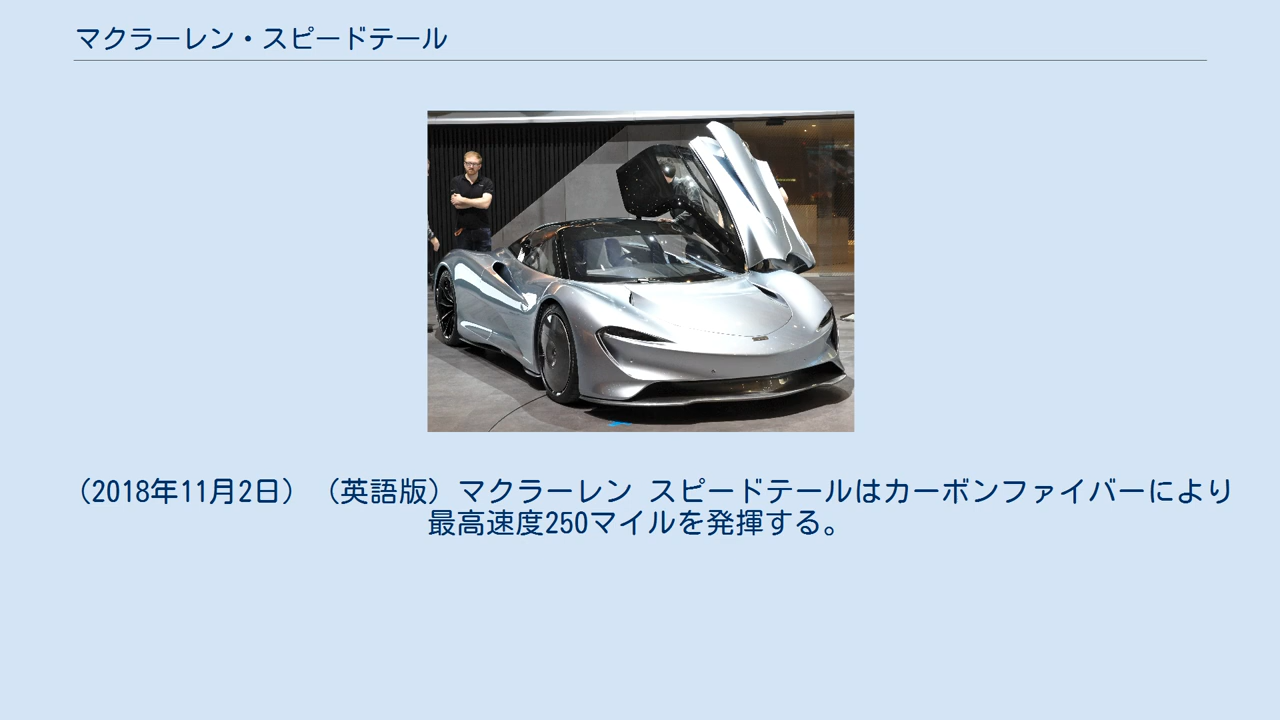 マクラーレン・スピードテール
（2018年11月2日）（英語版）マクラーレン スピードテールはカーボンファイバーにより
最高速度250マイルを発揮する。